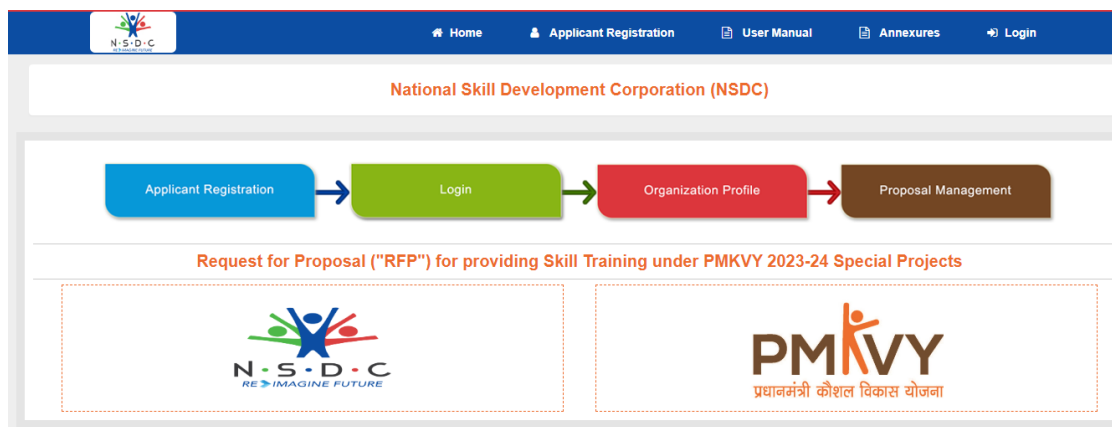 N·S·D·C
RE IMAGINE FUTURE
Home Applicant Registration User Manual Annexures Login
National Skill Development Corporation (NSDC)
Applicant Registration Login Organization Profile Proposal Management
Request for Proposal ("RFP") for providing Skill Training under PMKVY 2023-24 Special Projects
N·S·D·C
RE IMAGINE FUTURE
PMKVY
प्रधानमंत्री कौशल विकास योजना